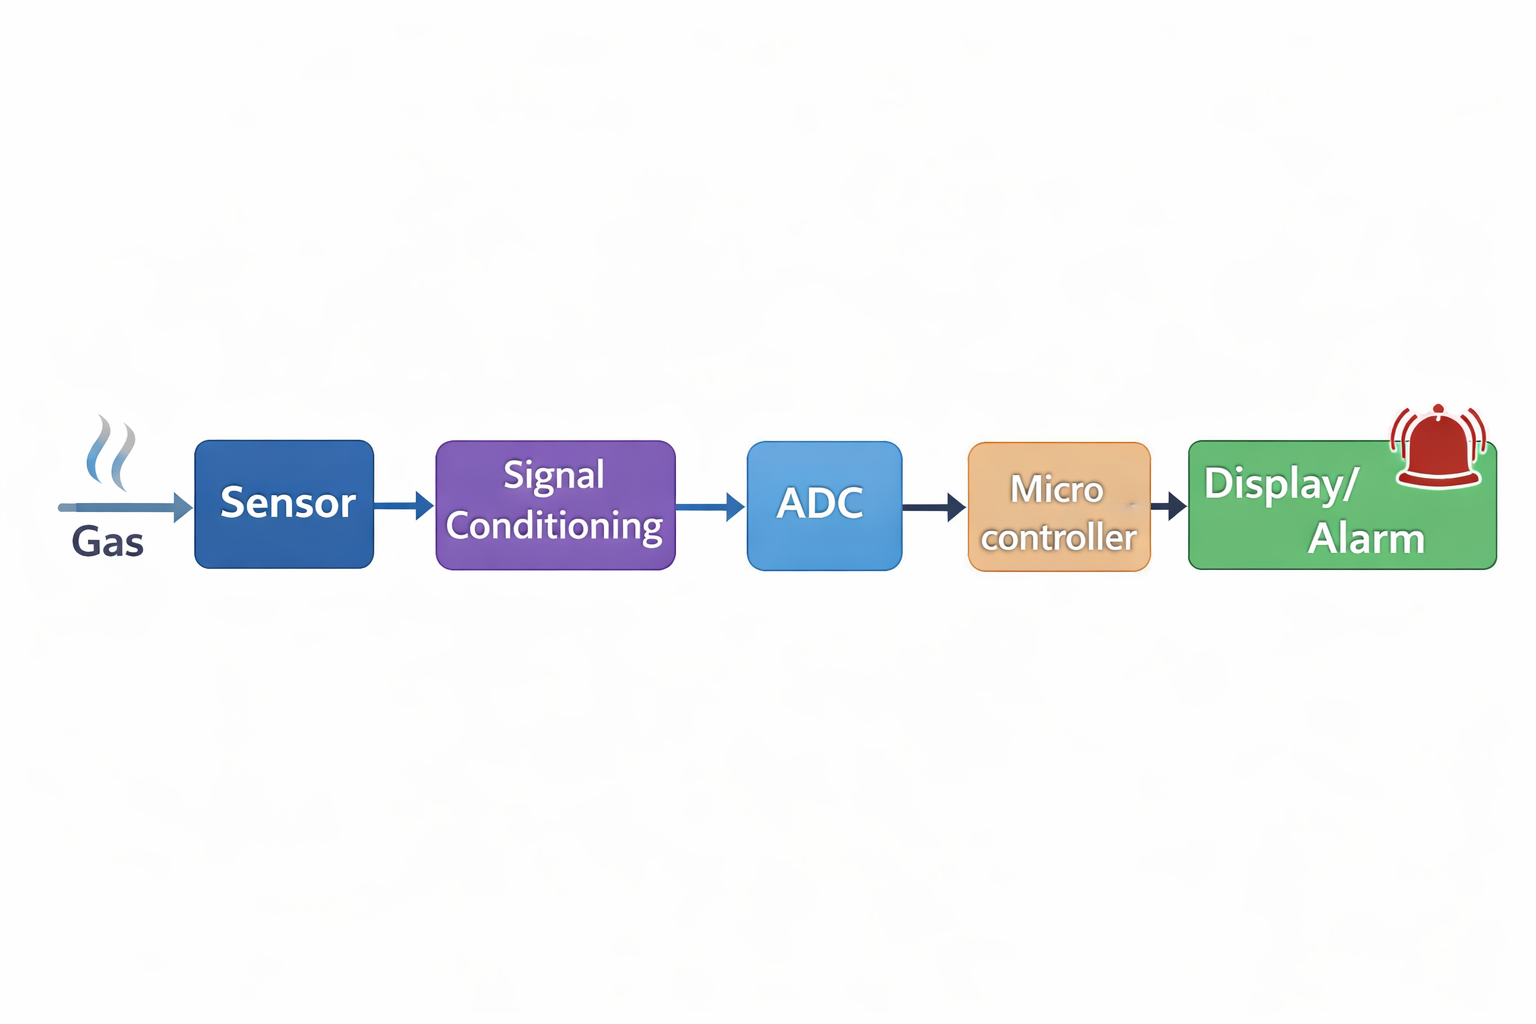 Gas
Sensor
Signal
Conditioning
ADC
Micro
controller
Display/
Alarm